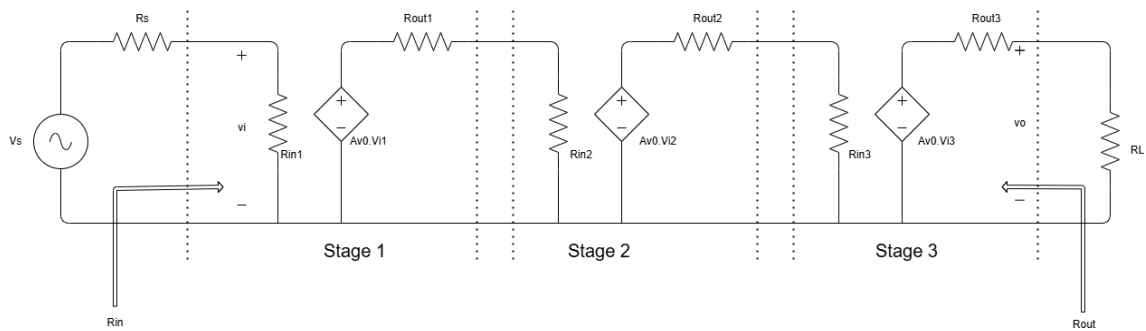 Rs
Rout1
Rout2
Rout3
+
+
+
+
+
vi
vo
Vs
−
−
−
Av0.Vi1
Av0.Vi2
Av0.Vi3
Rin1
Rin2
Rin3
RL
−
−
Stage 1
Stage 2
Stage 3
Rin
Rout